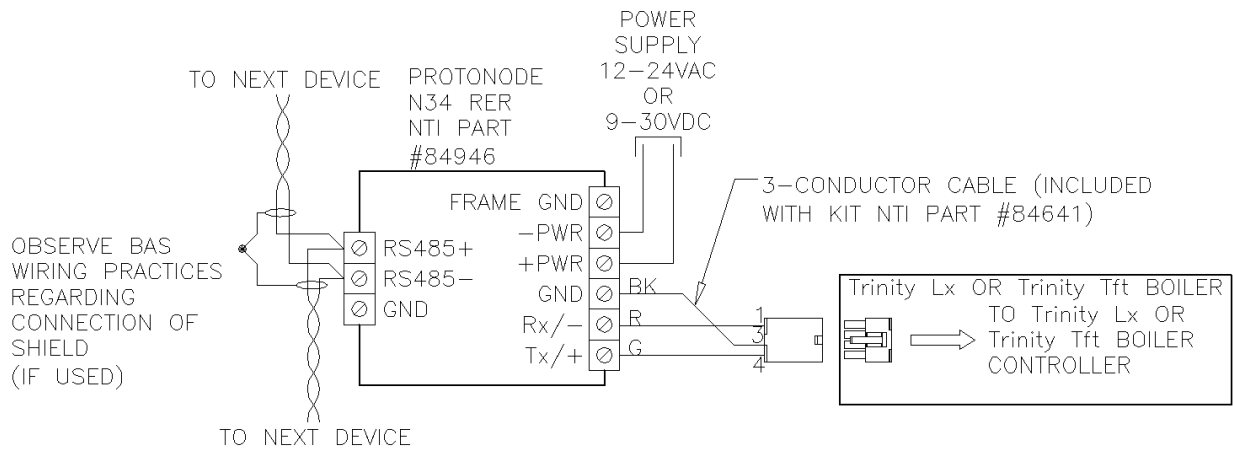 POWER
SUPPLY
12-24VAC
OR
9-30VDC
TO NEXT DEVICE
PROTONODE
N34 RER
NTI PART
#84946
3-CONDUCTOR CABLE (INCLUDED
WITH KIT NTI PART #84641)
FRAME GND
-PWR
+PWR
GND
Rx/-
Tx/+
RS485+
RS485-
GND
OBSERVE BAS
WIRING PRACTICES
REGARDING
CONNECTION OF
SHIELD
(IF USED)
BK
R
G
1
3
4
Trinity Lx OR Trinity Tft BOILER
TO Trinity Lx OR
Trinity Tft BOILER
CONTROLLER
TO NEXT DEVICE